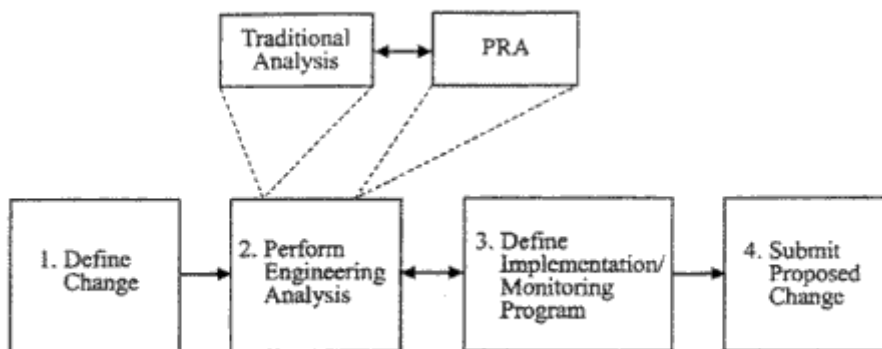 Traditional
Analysis
PRA
1. Define
Change
2. Perform
Engineering
Analysis
3. Define
Implementation/
Monitoring
Program
4. Submit
Proposed
Change